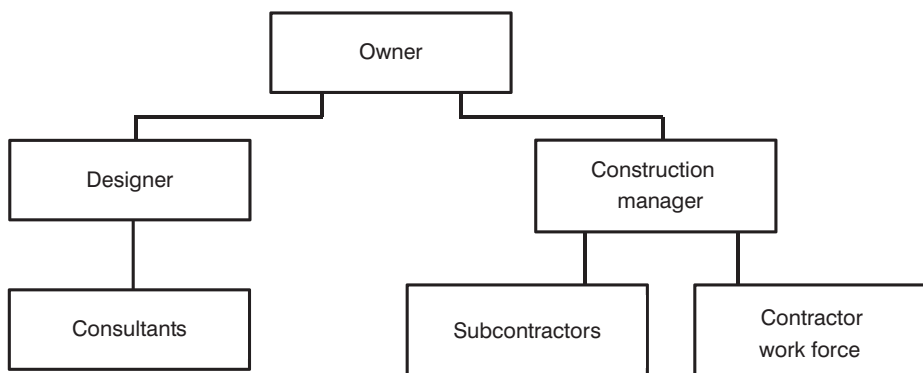 Owner
Designer
Construction
manager
Consultants
Subcontractors
Contractor
work force